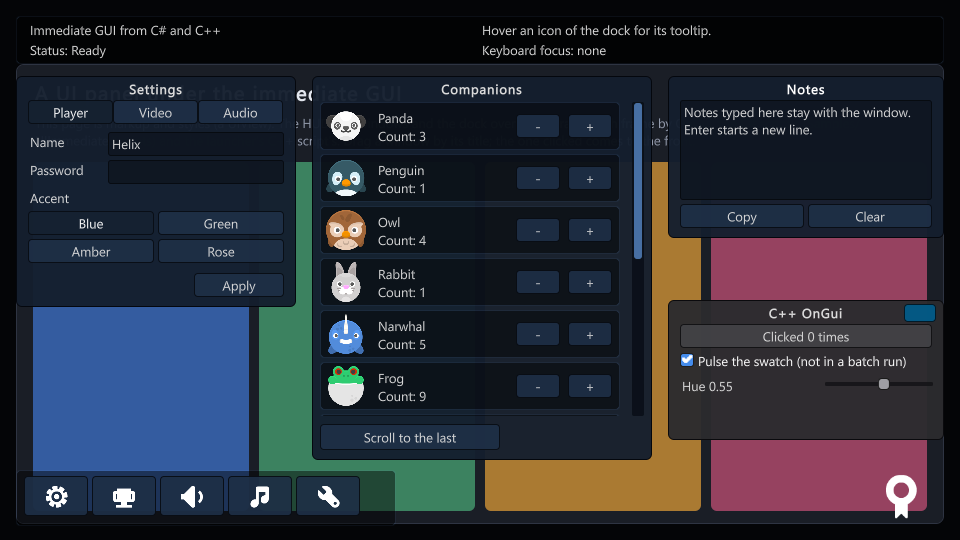 Immediate GUI from C# and C++
Status: Ready
Hover an icon of the dock for its tooltip.
Keyboard focus: none
Settings
Player
Video
Audio
Name
Helix
Password
Accent
Blue
Green
Amber
Rose
Apply
Companions
Panda
Count: 3
-
+
Penguin
Count: 1
-
+
Owl
Count: 4
-
+
Rabbit
Count: 1
-
+
Narwhal
Count: 5
-
+
Frog
Count: 9
-
+
Scroll to the last
Notes
Notes typed here stay with the window.
Enter starts a new line.
Copy
Clear
C++ OnGui
Clicked 0 times
Pulse the swatch (not in a batch run)
Hue 0.55